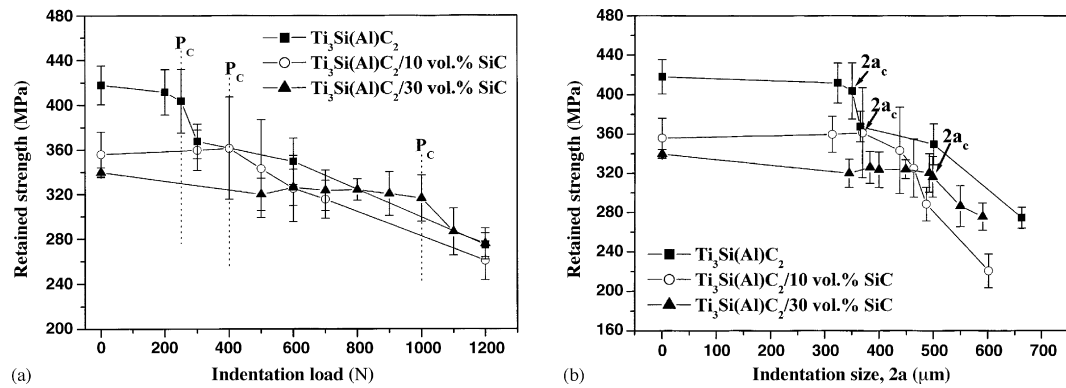 480
440
400
360
320
280
240
200
Retained strength (MPa)
P_C
P_C
P_C
Ti₃Si(Al)C₂
Ti₃Si(Al)C₂/10 vol.% SiC
Ti₃Si(Al)C₂/30 vol.% SiC
0 200 400 600 800 1000 1200
(a)
Indentation load (N)
480
440
400
360
320
280
240
200
160
Retained strength (MPa)
2a_c
2a_c
2a_c
Ti₃Si(Al)C₂
Ti₃Si(Al)C₂/10 vol.% SiC
Ti₃Si(Al)C₂/30 vol.% SiC
0 100 200 300 400 500 600 700
(b)
Indentation size, 2a (μm)